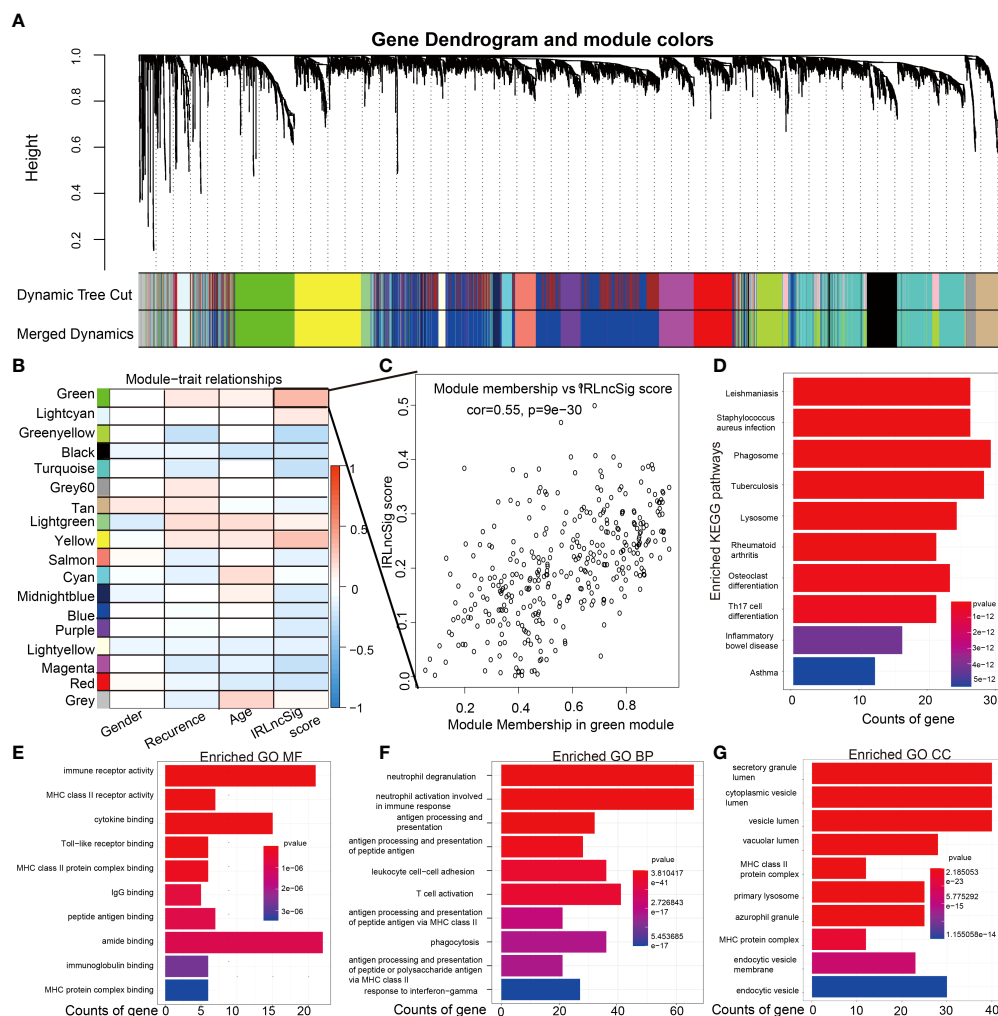 A
Gene Dendrogram and module colors
Height
1.0
0.8
0.6
0.4
0.2
Dynamic Tree Cut
Merged Dynamics
B
Module−trait relationships
Green
Lightcyan
Greenyellow
Black
Turquoise
Grey60
Tan
Lightgreen
Yellow
Salmon
Cyan
Midnightblue
Blue
Purple
Lightyellow
Magenta
Red
Grey
Gender
Recurence
Age
IRLncSig
score
1
0.5
0
−0.5
−1
C
Module membership vs IRLncSig score
cor=0.55, p=9e−30
IRLncSig score
0.5
0.4
0.3
0.2
0.1
0.0
0.2
0.4
0.6
0.8
Module Membership in green module
D
Enriched KEGG pathways
Leishmaniasis
Staphylococcus
aureus infection
Phagosome
Tuberculosis
Lysosome
Rheumatoid
arthritis
Osteoclast
differentiation
Th17 cell
differentiation
Inflammatory
bowel disease
Asthma
pvalue
1e−12
2e−12
3e−12
4e−12
5e−12
0
10
20
30
Counts of gene
E
Enriched GO MF
immune receptor activity
MHC class II receptor activity
cytokine binding
Toll−like receptor binding
MHC class II protein complex binding
IgG binding
peptide antigen binding
amide binding
immunoglobulin binding
MHC protein complex binding
pvalue
1e−06
2e−06
3e−06
Counts of gene
0
5
10
15
20
F
Enriched GO BP
neutrophil degranulation
neutrophil activation involved
in immune response
antigen processing and
presentation
antigen processing and presentation
of peptide antigen
leukocyte cell−cell adhesion
T cell activation
antigen processing and presentation
of peptide antigen via MHC class II
phagocytosis
antigen processing and presentation
of peptide or polysaccharide antigen
via MHC class II
response to interferon−gamma
pvalue
3.810417
e−41
2.726843
e−17
5.453685
e−17
Counts of gene
0
20
40
60
G
Enriched GO CC
secretory granule
lumen
cytoplasmic vesicle
lumen
vesicle lumen
vacuolar lumen
MHC class II
protein complex
primary lysosome
azurophil granule
MHC protein complex
endocytic vesicle
membrane
endocytic vesicle
pvalue
2.185053
e−23
5.775292
e−15
1.155058e−14
Counts of gene
0
10
20
30
40